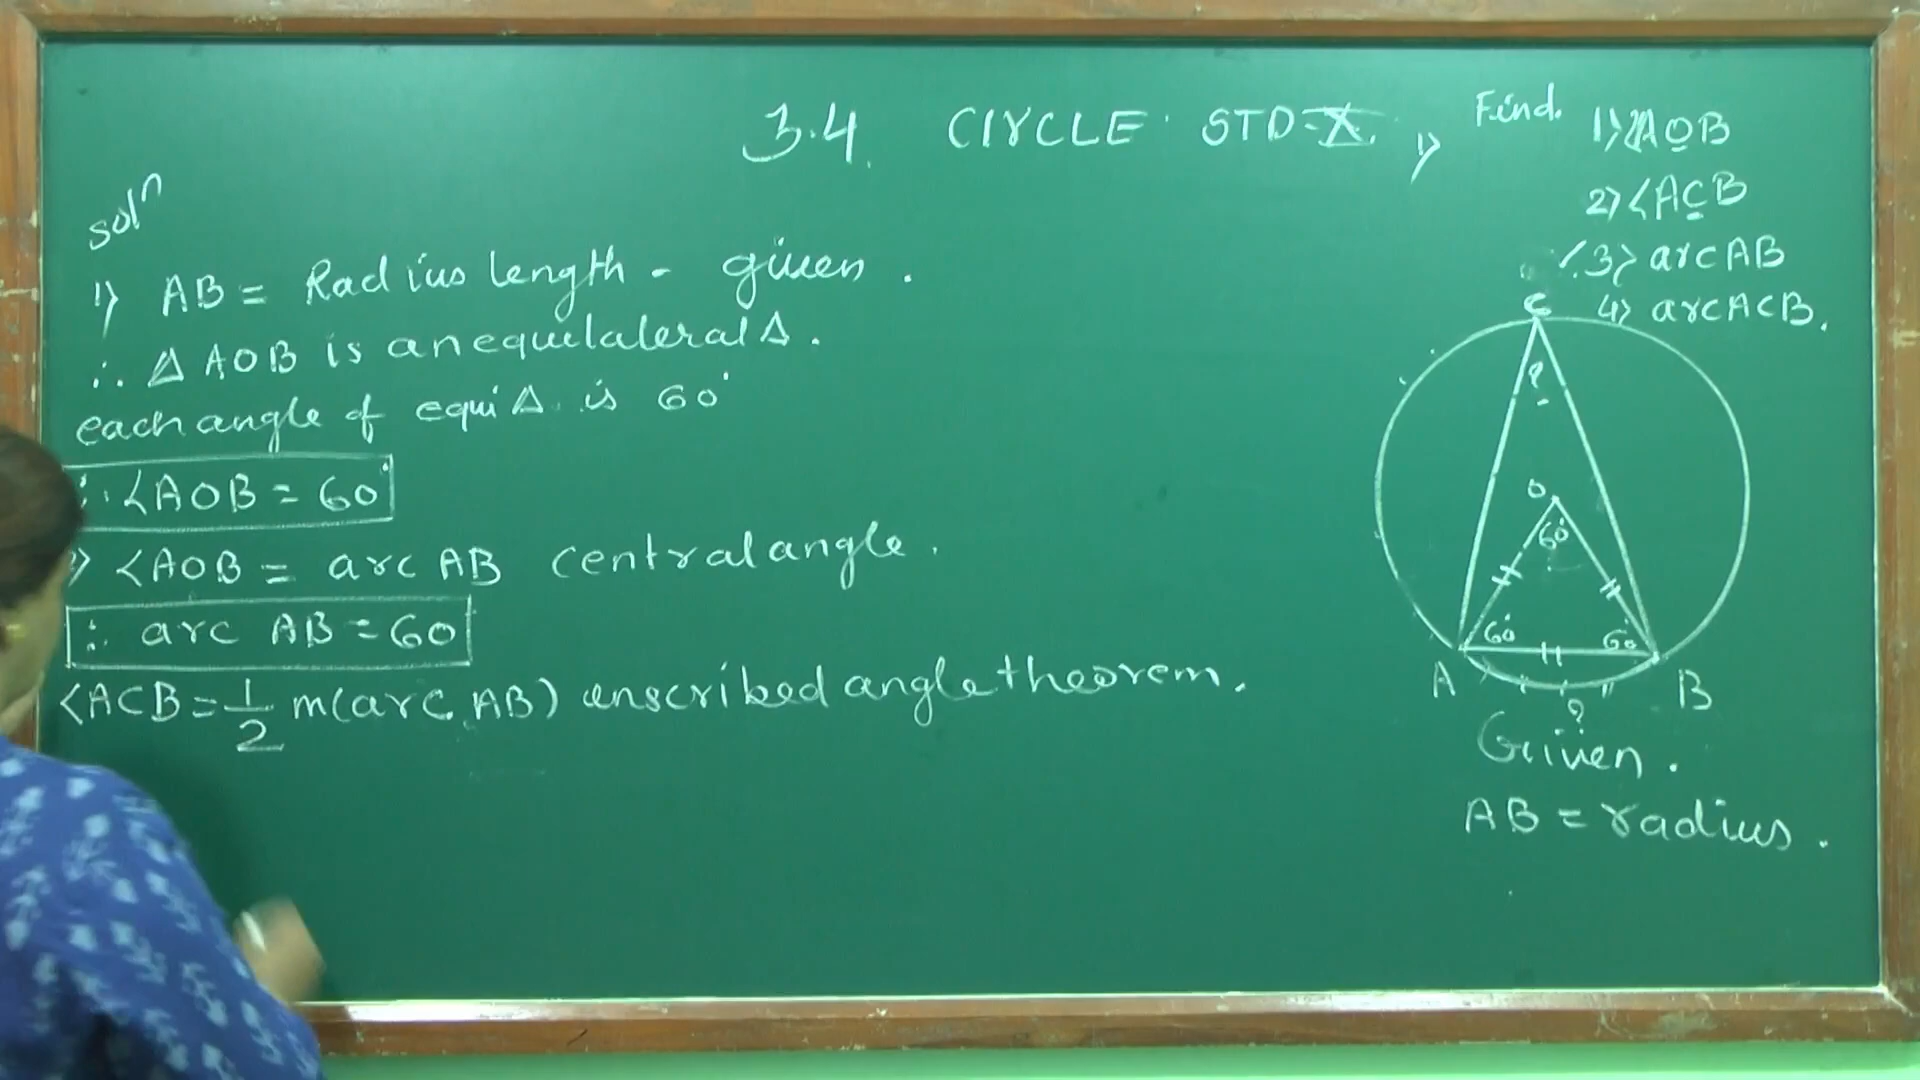 3.4 CIRCLE STD-X.
1) Find. 1) ∠AOB
2) ∠ACB
3) arc AB
4) arc ACB.
solⁿ
1) AB = Radius length - given.
∴ Δ AOB is an equilateral Δ.
each angle of equi Δ is 60°
∴ ∠AOB = 60°
∠AOB = arc AB central angle.
∴ arc AB = 60
∠ACB = 1/2 m(arc AB) inscribed angle theorem.
C
?
O
60°
60° 60
A B
?
Given.
AB = radius.